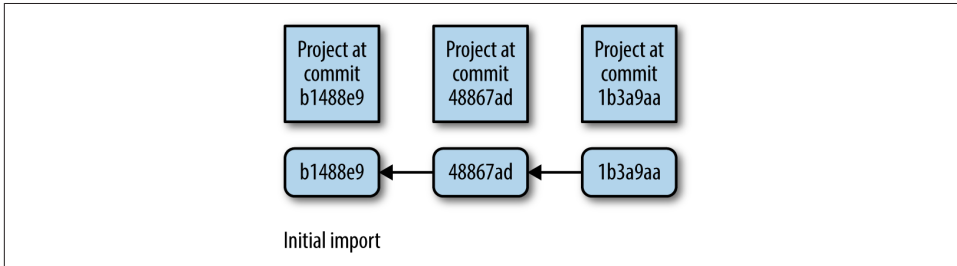 Project at
commit
b1488e9
Project at
commit
48867ad
Project at
commit
1b3a9aa
b1488e9
48867ad
1b3a9aa
Initial import